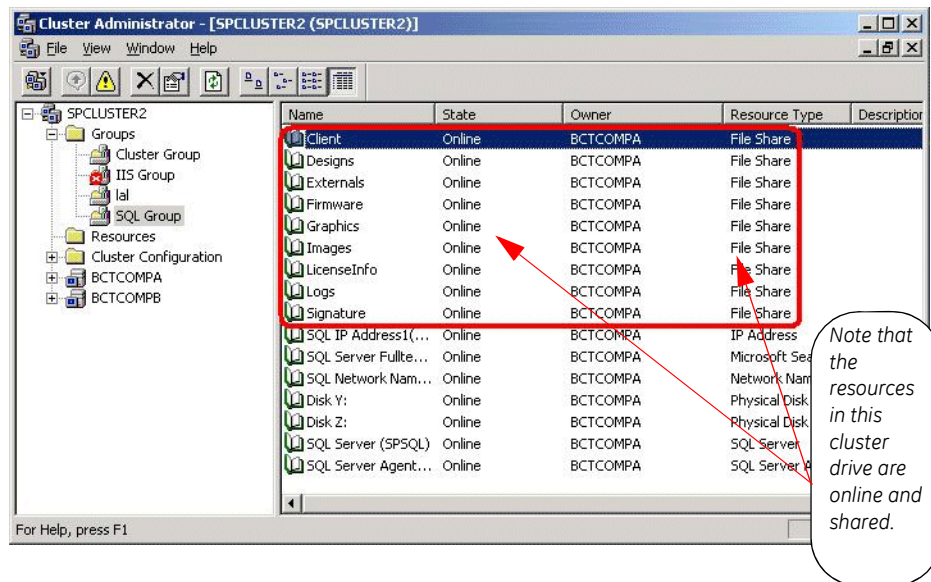 Cluster Administrator - [SPCLUSTER2 (SPCLUSTER2)]
File View Window Help
SPCLUSTER2
Groups
Cluster Group
IIS Group
lal
SQL Group
Resources
Cluster Configuration
BCTCOMPA
BCTCOMPB
Name State Owner Resource Type Description
Client Online BCTCOMPA File Share
Designs Online BCTCOMPA File Share
Externals Online BCTCOMPA File Share
Firmware Online BCTCOMPA File Share
Graphics Online BCTCOMPA File Share
Images Online BCTCOMPA File Share
LicenseInfo Online BCTCOMPA File Share
Logs Online BCTCOMPA File Share
Signature Online BCTCOMPA File Share
SQL IP Address1(... Online BCTCOMPA IP Address
SQL Server Fullte... Online BCTCOMPA Microsoft Sea
SQL Network Nam... Online BCTCOMPA Network Nam
Disk Y: Online BCTCOMPA Physical Disk
Disk Z: Online BCTCOMPA Physical Disk
SQL Server (SPSQL) Online BCTCOMPA SQL Server
SQL Server Agent... Online BCTCOMPA SQL Server A
Note that
the
resources
in this
cluster
drive are
online and
shared.
For Help, press F1